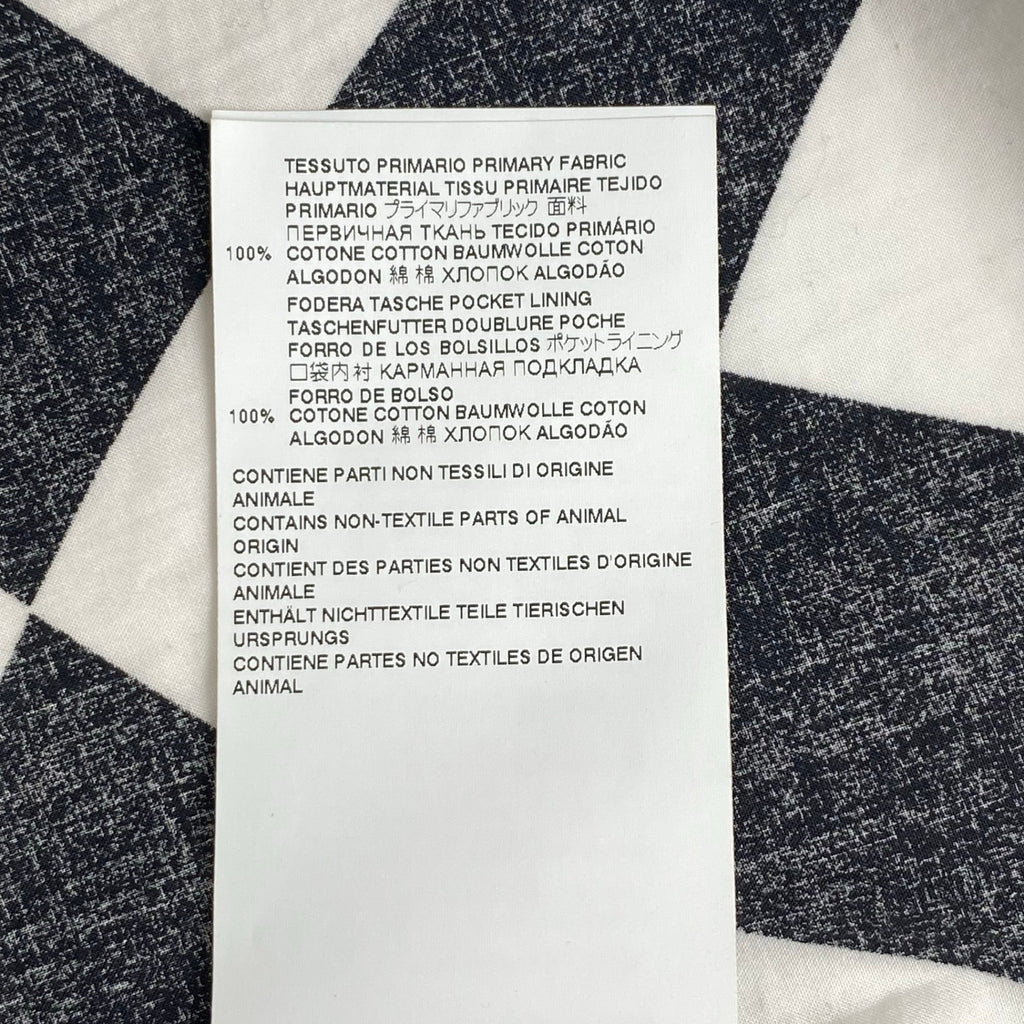 TESSUTO PRIMARIO PRIMARY FABRIC
HAUPTMATERIAL TISSU PRIMAIRE TEJIDO
PRIMARIO プライマリファブリック 面料
ПЕРВИЧНАЯ ТКАНЬ TECIDO PRIMÁRIO
100% COTONE COTTON BAUMWOLLE COTON
ALGODON 綿 棉 ХЛОПОК ALGODÃO
FODERA TASCHE POCKET LINING
TASCHENFUTTER DOUBLURE POCHE
FORRO DE LOS BOLSILLOS ポケットライニング
口袋内衬 КАРМАННАЯ ПОДКЛАДКА
FORRO DE BOLSO
100% COTONE COTTON BAUMWOLLE COTON
ALGODON 綿 棉 ХЛОПОК ALGODÃO
CONTIENE PARTI NON TESSILI DI ORIGINE
ANIMALE
CONTAINS NON-TEXTILE PARTS OF ANIMAL
ORIGIN
CONTIENT DES PARTIES NON TEXTILES D'ORIGINE
ANIMALE
ENTHÄLT NICHTTEXTILE TEILE TIERISCHEN
URSPRUNGS
CONTIENE PARTES NO TEXTILES DE ORIGEN
ANIMAL